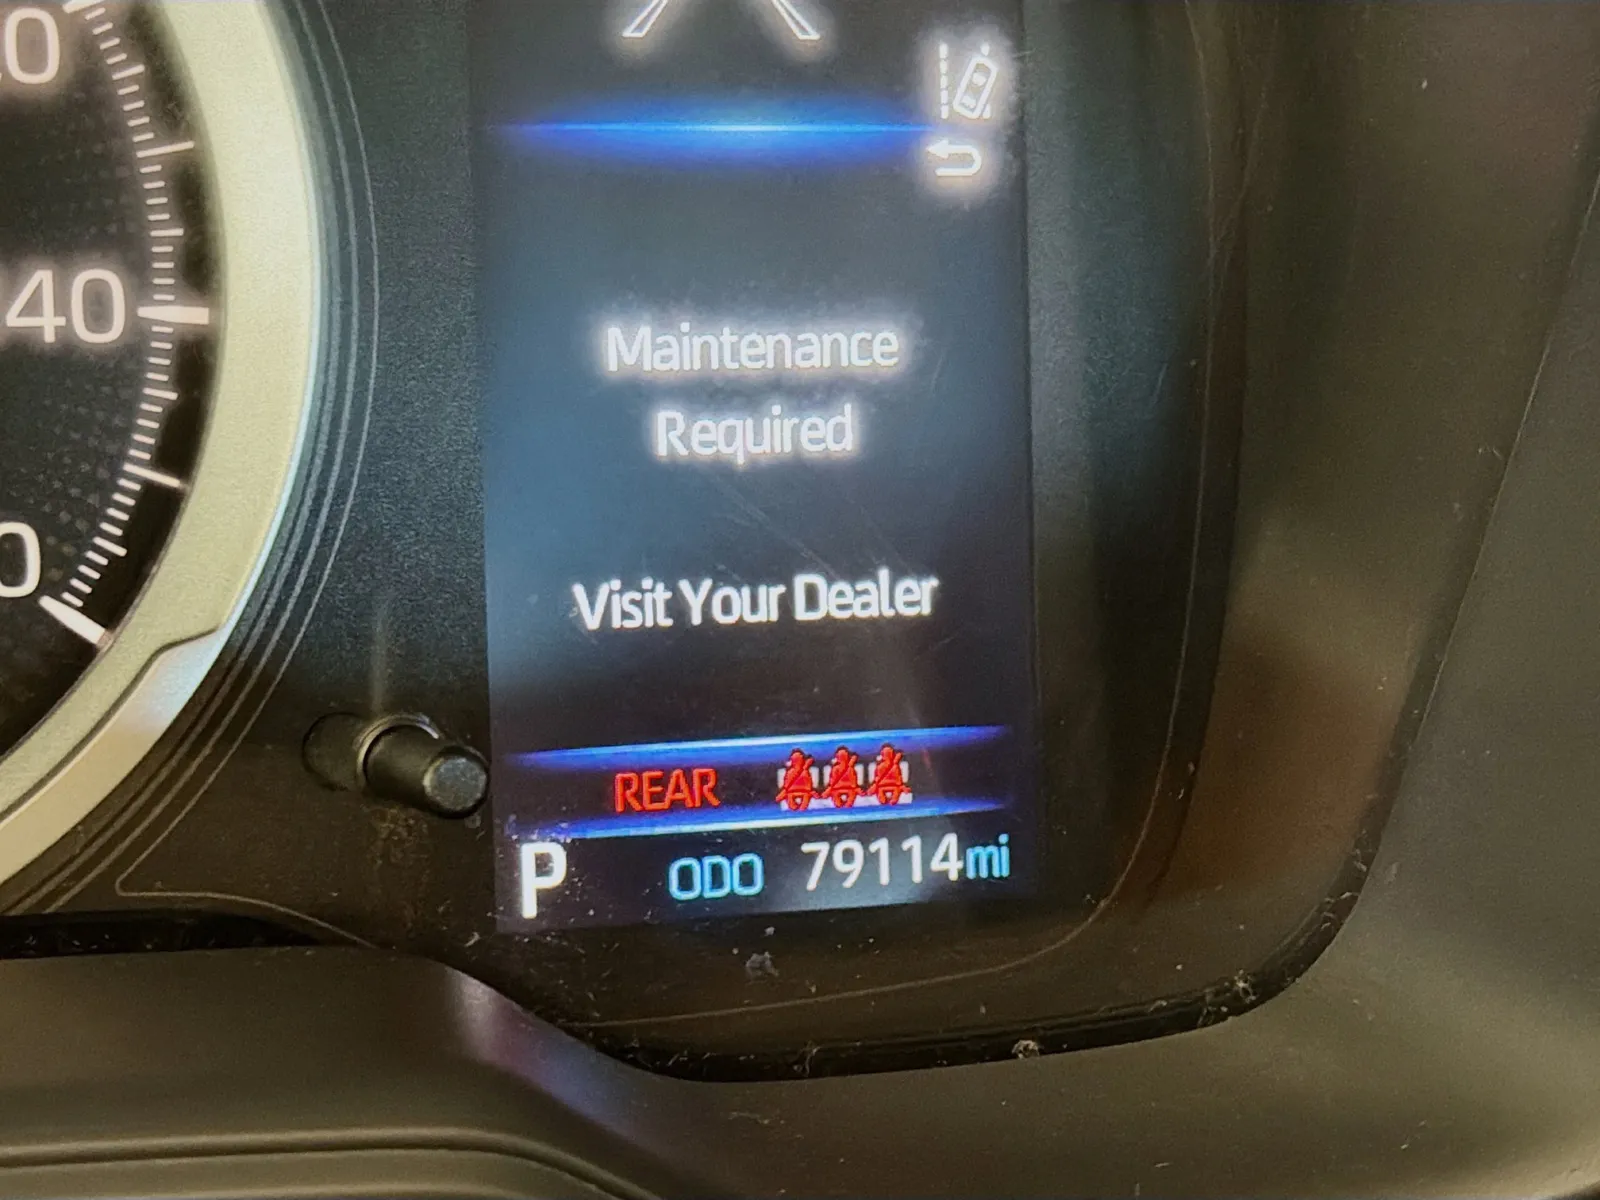 40
Maintenance
Required
Visit Your Dealer
REAR
P ODO 79114mi